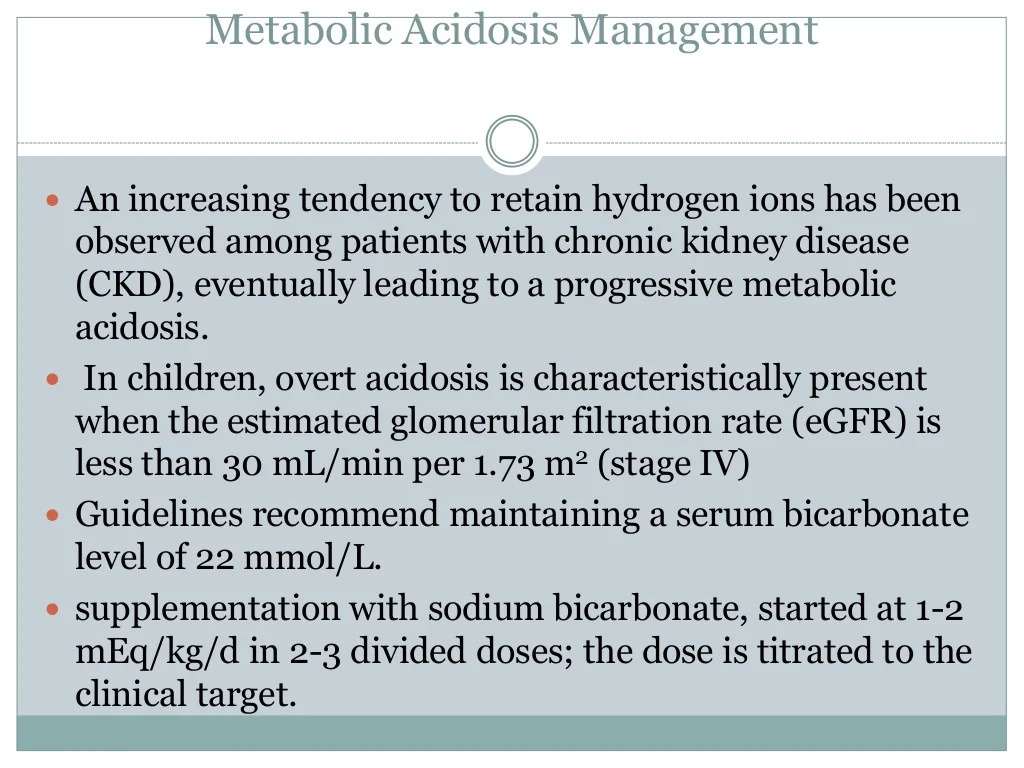 Metabolic Acidosis Management
• An increasing tendency to retain hydrogen ions has been
observed among patients with chronic kidney disease
(CKD), eventually leading to a progressive metabolic
acidosis.
• In children, overt acidosis is characteristically present
when the estimated glomerular filtration rate (eGFR) is
less than 30 mL/min per 1.73 m² (stage IV)
• Guidelines recommend maintaining a serum bicarbonate
level of 22 mmol/L.
• supplementation with sodium bicarbonate, started at 1-2
mEq/kg/d in 2-3 divided doses; the dose is titrated to the
clinical target.